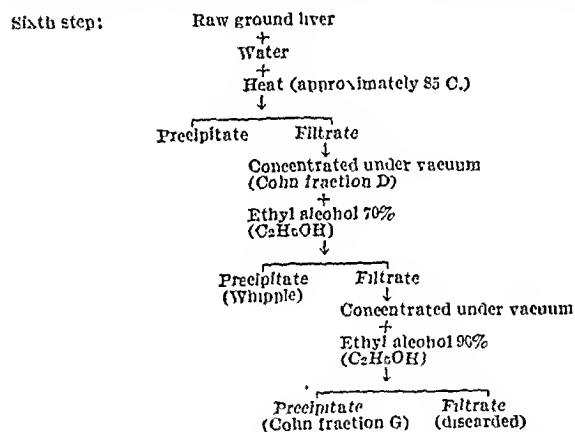 Sixth step: Raw ground liver
+
Water
+
Heat (approximately 85 C.)
↓
Precipitate Filtrate
↓
Concentrated under vacuum
(Cohn fraction D)
+
Ethyl alcohol 70%
(C2H5OH)
↓
Precipitate Filtrate
(Whipple) ↓
Concentrated under vacuum
+
Ethyl alcohol 90%
(C2H5OH)
↓
Precipitate Filtrate
(Cohn fraction G) (discarded)